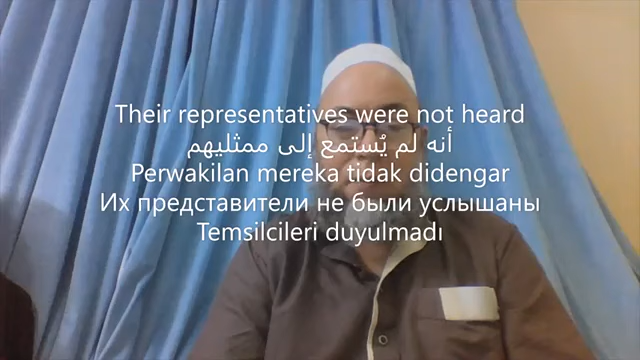 Their representatives were not heard
أنه لم يُستمع إلى ممثليهم
Perwakilan mereka tidak didengar
Их представители не были услышаны
Temsilcileri duyulmadı